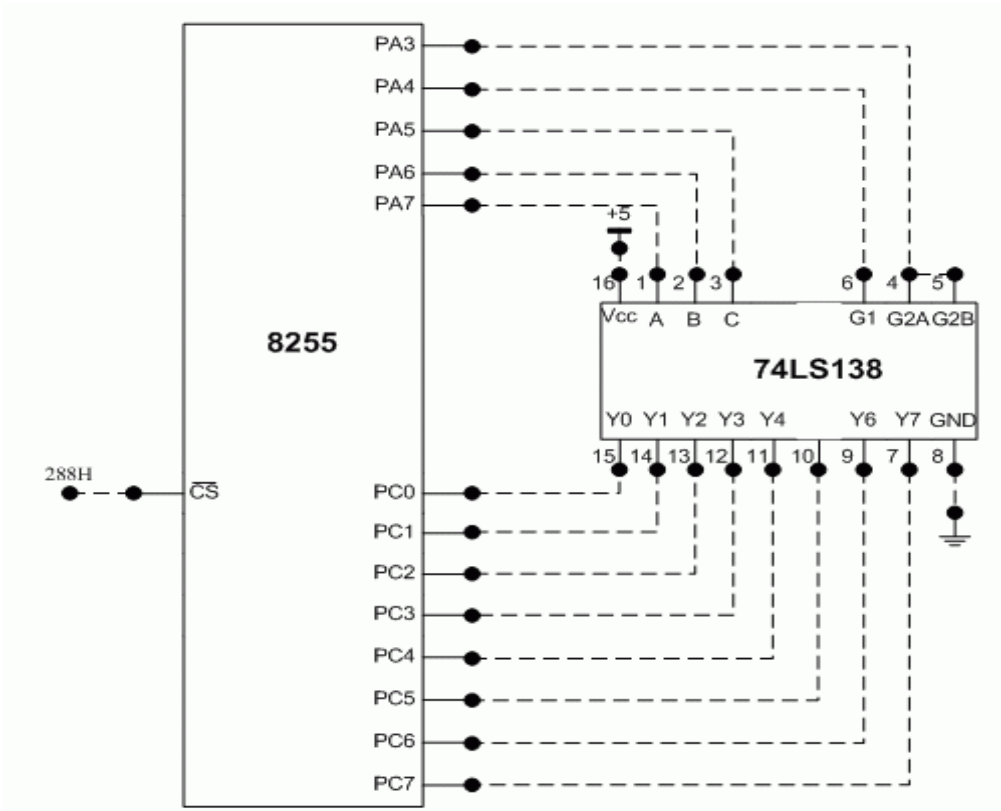 PA3
PA4
PA5
PA6
PA7
+5
16 1 2 3 6 4 5
Vcc A B C G1 G2A G2B
8255
74LS138
Y0 Y1 Y2 Y3 Y4 Y6 Y7 GND
15 14 13 12 11 10 9 7 8
288H
CS
PC0
PC1
PC2
PC3
PC4
PC5
PC6
PC7